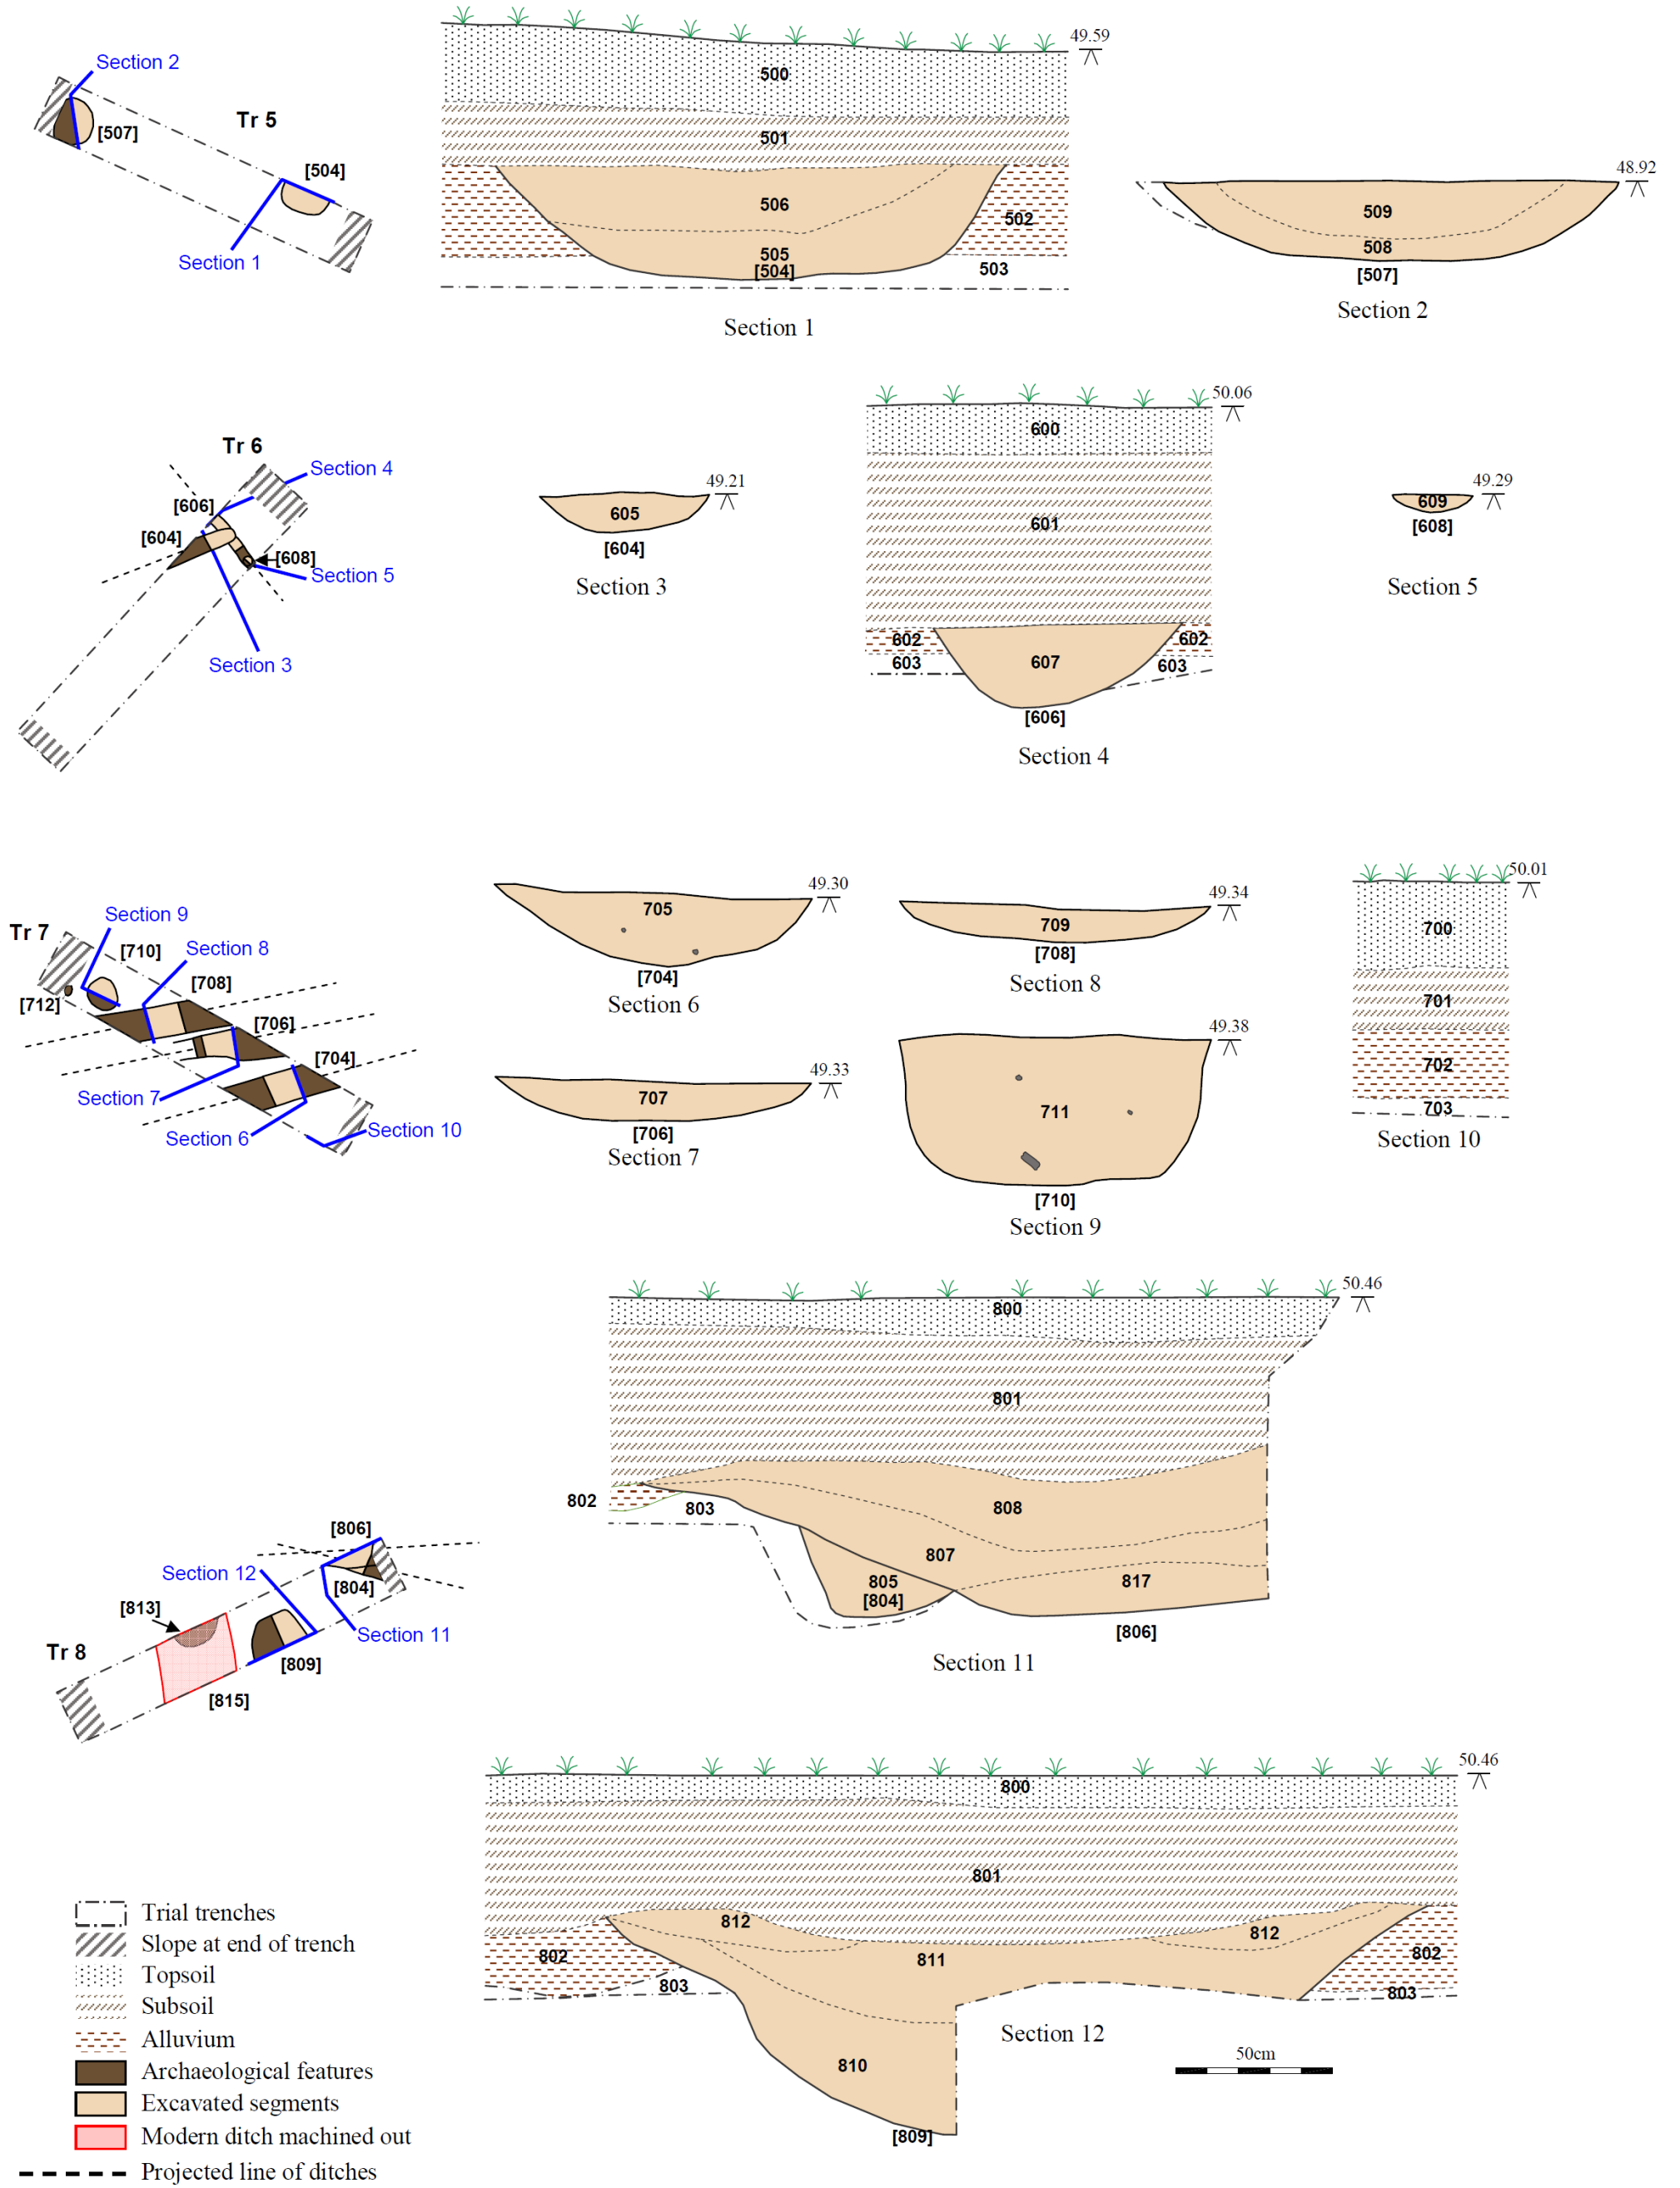 Section 2
Tr 5
[507]
[504]
Section 1
49.59
500
501
506
502
505
[504]
503
Section 1
48.92
509
508
[507]
Section 2
Tr 6
Section 4
[606]
[604]
[608]
Section 5
Section 3
49.21
605
[604]
Section 3
50.06
600
601
602
602
603
607
603
[606]
Section 4
49.29
609
[608]
Section 5
Section 9
Tr 7
[710]
Section 8
[708]
[712]
[706]
[704]
Section 7
Section 6
Section 10
49.30
705
[704]
Section 6
49.34
709
[708]
Section 8
50.01
700
701
702
703
Section 10
49.33
707
[706]
Section 7
49.38
711
[710]
Section 9
50.46
800
801
802
803
808
807
805
[804]
817
[806]
Section 11
[806]
Section 12
[804]
[813]
Section 11
Tr 8
[809]
[815]
50.46
800
801
812
812
802
811
802
803
803
810
[809]
Section 12
50cm
Trial trenches
Slope at end of trench
Topsoil
Subsoil
Alluvium
Archaeological features
Excavated segments
Modern ditch machined out
Projected line of ditches